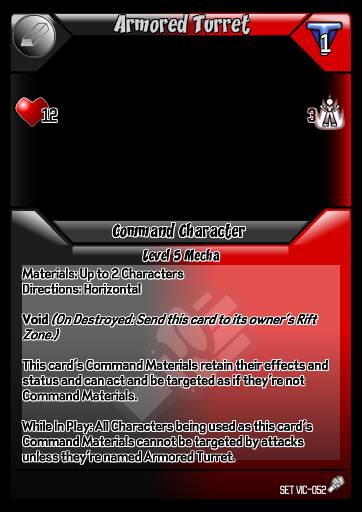 Armored Turret
T
1
12
3
Command Character
Level 5 Mecha
Materials: Up to 2 Characters
Directions: Horizontal
Void (On Destroyed: Send this card to its owner's Rift
Zone.)
This card's Command Materials retain their effects and
status and can act and be targeted as if they're not
Command Materials.
While In Play: All Characters being used as this card's
Command Materials cannot be targeted by attacks
unless they're named Armored Turret.
SET VIC-052